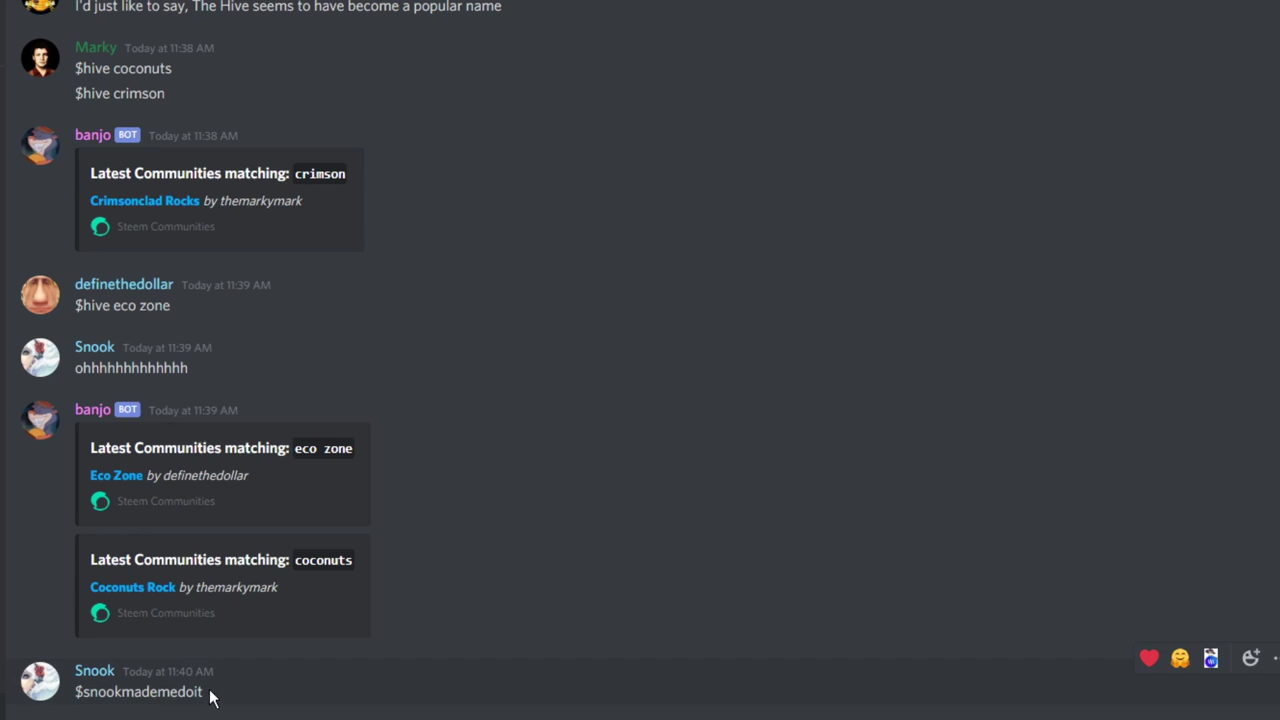 I'd just like to say, The Hive seems to have become a popular name
Marky Today at 11:38 AM
$hive coconuts
$hive crimson
banjo BOT Today at 11:38 AM
Latest Communities matching: crimson
Crimsonclad Rocks by themarkymark
Steem Communities
definethedollar Today at 11:39 AM
$hive eco zone
Snook Today at 11:39 AM
ohhhhhhhhhhhhh
banjo BOT Today at 11:39 AM
Latest Communities matching: eco zone
Eco Zone by definethedollar
Steem Communities
Latest Communities matching: coconuts
Coconuts Rock by themarkymark
Steem Communities
Snook Today at 11:40 AM
$snookmademedoit